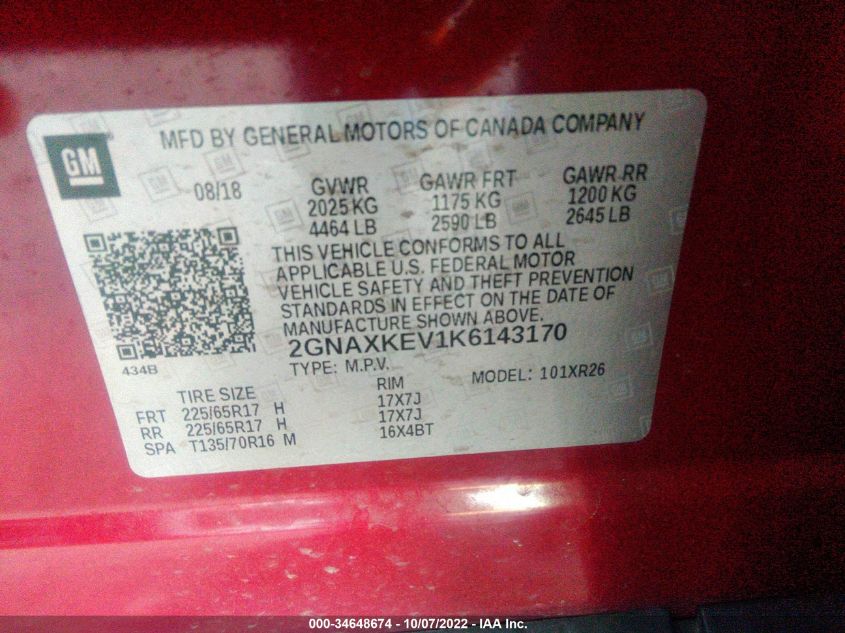 GM
MFD BY GENERAL MOTORS OF CANADA COMPANY
08/18 GVWR GAWR FRT GAWR RR
2025 KG 1175 KG 1200 KG
4464 LB 2590 LB 2645 LB
THIS VEHICLE CONFORMS TO ALL
APPLICABLE U.S. FEDERAL MOTOR
VEHICLE SAFETY AND THEFT PREVENTION
STANDARDS IN EFFECT ON THE DATE OF
MANUFACTURE SHOWN ABOVE.
2GNAXKEV1K6143170
434B
TYPE: M.P.V. MODEL: 101XR26
TIRE SIZE RIM
FRT 225/65R17 H 17X7J
RR 225/65R17 H 17X7J
SPA T135/70R16 M 16X4BT
000-34648674 - 10/07/2022 - IAA Inc.